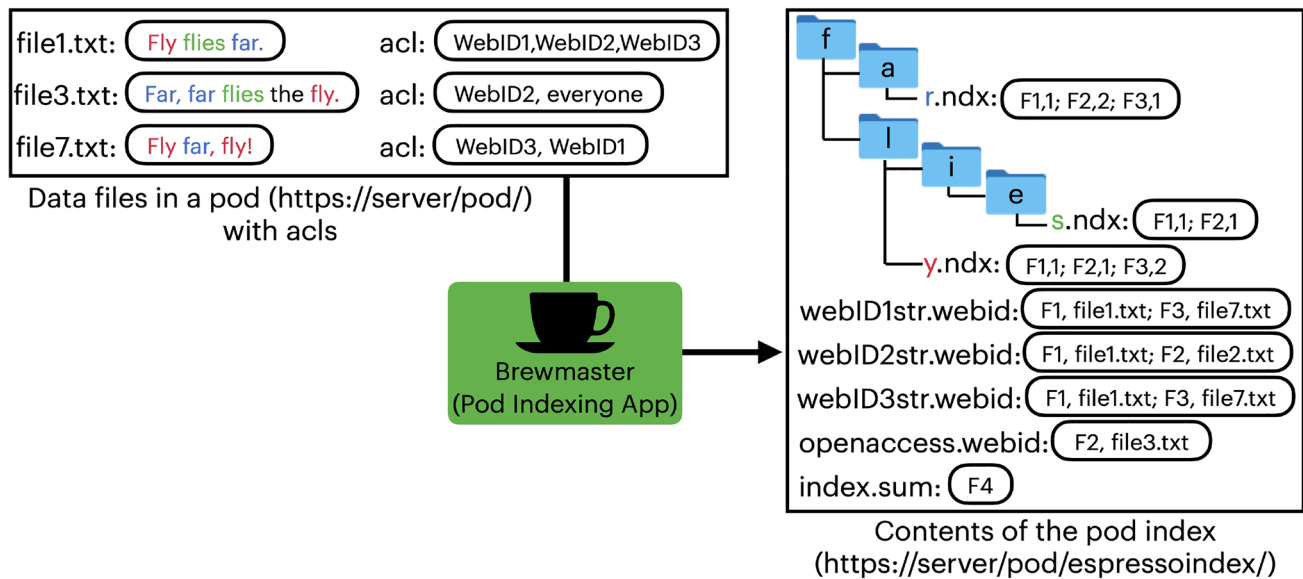 file1.txt: Fly flies far. acl: WebID1,WebID2,WebID3
file3.txt: Far, far flies the fly. acl: WebID2, everyone
file7.txt: Fly far, fly! acl: WebID3, WebID1
Data files in a pod (https://server/pod/)
with acls
Brewmaster
(Pod Indexing App)
f
a
r.ndx: F1,1; F2,2; F3,1
l
i
e
s.ndx: F1,1; F2,1
y.ndx: F1,1; F2,1; F3,2
webID1str.webid: F1, file1.txt; F3, file7.txt
webID2str.webid: F1, file1.txt; F2, file2.txt
webID3str.webid: F1, file1.txt; F3, file7.txt
openaccess.webid: F2, file3.txt
index.sum: F4
Contents of the pod index
(https://server/pod/espressoindex/)